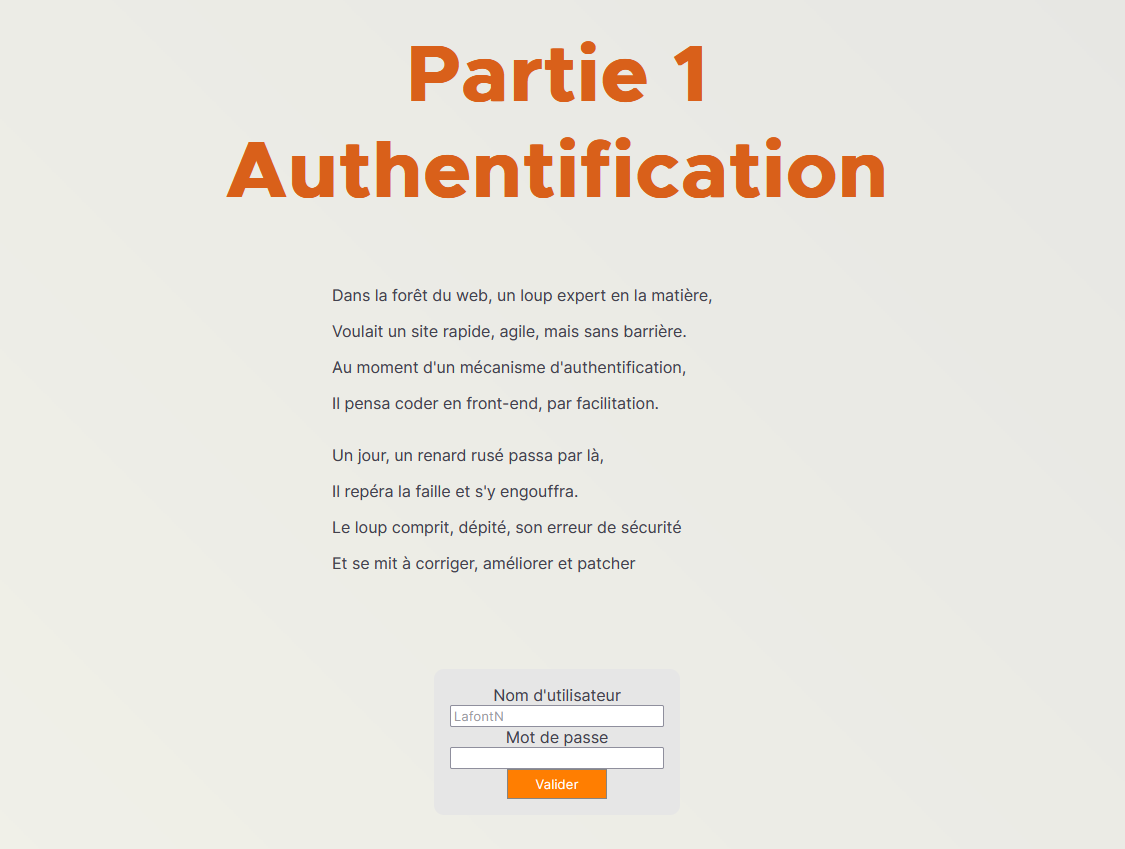 Partie 1
Authentification
Dans la forêt du web, un loup expert en la matière,
Voulait un site rapide, agile, mais sans barrière.
Au moment d'un mécanisme d'authentification,
Il pensa coder en front-end, par facilitation.
Un jour, un renard rusé passa par là,
Il repéra la faille et s'y engouffra.
Le loup comprit, dépité, son erreur de sécurité
Et se mit à corriger, améliorer et patcher
Nom d'utilisateur
LafontN
Mot de passe
Valider